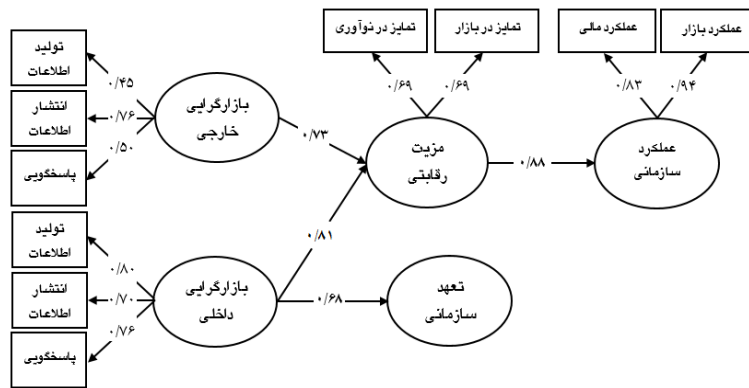 تمایز در نوآوری
تمایز در بازار
عملکرد مالی
عملکرد بازار
۰/۶۹
۰/۶۹
۰/۸۳
۰/۹۴
تولید
اطلاعات
انتشار
اطلاعات
پاسخگویی
۰/۴۵
۰/۷۶
۰/۵۰
بازارگرایی
خارجی
۰/۷۳
مزیت
رقابتی
۰/۸۸
عملکرد
سازمانی
۰/۸۱
تولید
اطلاعات
انتشار
اطلاعات
پاسخگویی
۰/۸۰
۰/۷۰
۰/۷۶
بازارگرایی
داخلی
۰/۶۸
تعهد
سازمانی